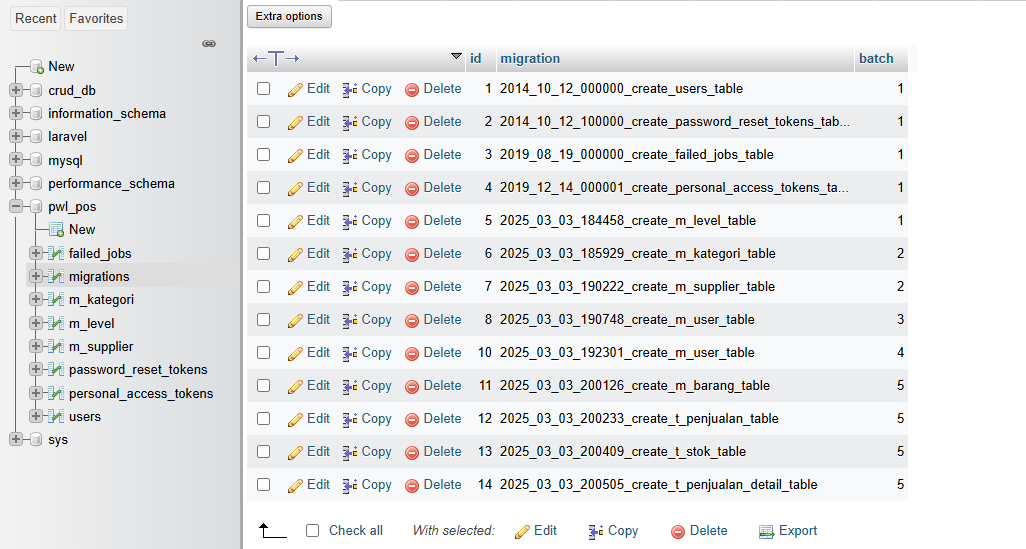 Recent Favorites
New
crud_db
information_schema
laravel
mysql
performance_schema
pwl_pos
New
failed_jobs
migrations
m_kategori
m_level
m_supplier
password_reset_tokens
personal_access_tokens
users
sys
Extra options
id migration batch
Edit Copy Delete 1 2014_10_12_000000_create_users_table 1
Edit Copy Delete 2 2014_10_12_100000_create_password_reset_tokens_tab... 1
Edit Copy Delete 3 2019_08_19_000000_create_failed_jobs_table 1
Edit Copy Delete 4 2019_12_14_000001_create_personal_access_tokens_ta... 1
Edit Copy Delete 5 2025_03_03_184458_create_m_level_table 1
Edit Copy Delete 6 2025_03_03_185929_create_m_kategori_table 2
Edit Copy Delete 7 2025_03_03_190222_create_m_supplier_table 2
Edit Copy Delete 8 2025_03_03_190748_create_m_user_table 3
Edit Copy Delete 10 2025_03_03_192301_create_m_user_table 4
Edit Copy Delete 11 2025_03_03_200126_create_m_barang_table 5
Edit Copy Delete 12 2025_03_03_200233_create_t_penjualan_table 5
Edit Copy Delete 13 2025_03_03_200409_create_t_stok_table 5
Edit Copy Delete 14 2025_03_03_200505_create_t_penjualan_detail_table 5
Check all With selected: Edit Copy Delete Export